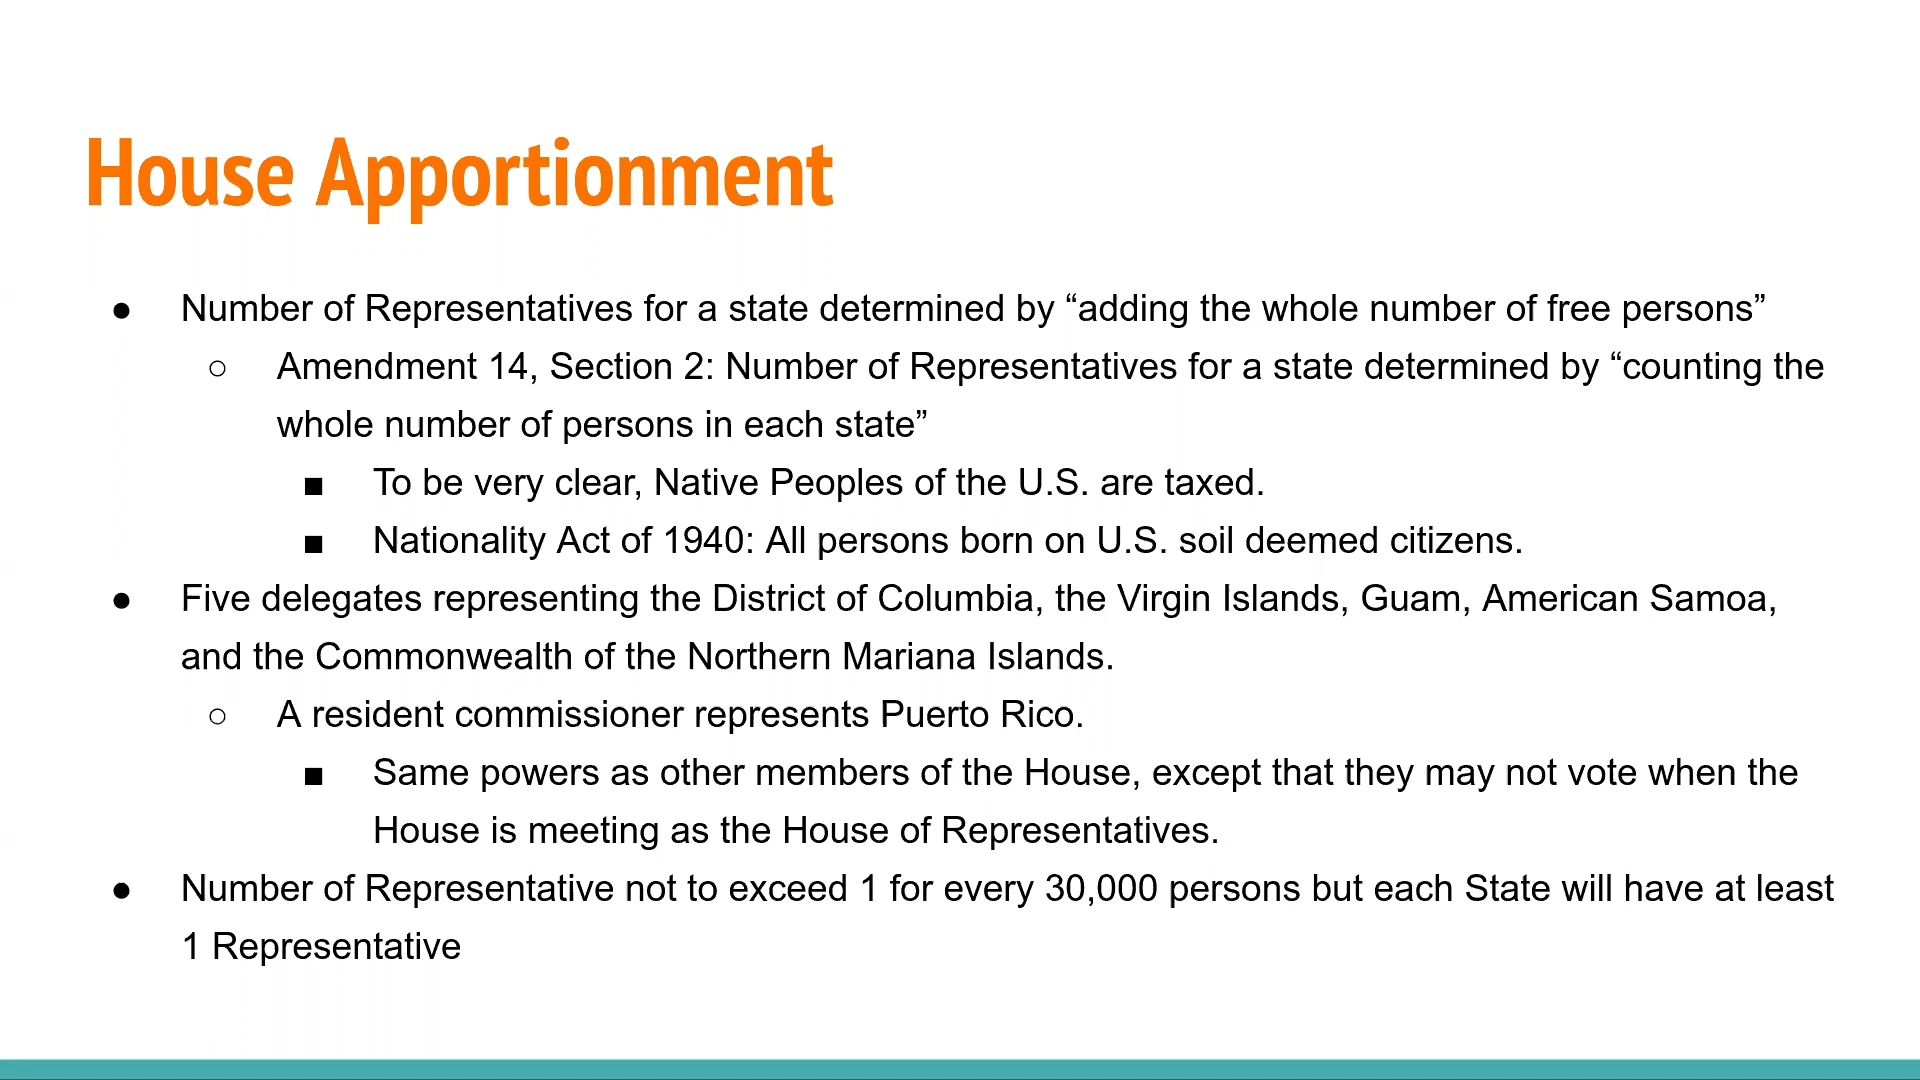 House Apportionment
● Number of Representatives for a state determined by “adding the whole number of free persons”
○ Amendment 14, Section 2: Number of Representatives for a state determined by “counting the
whole number of persons in each state”
■ To be very clear, Native Peoples of the U.S. are taxed.
■ Nationality Act of 1940: All persons born on U.S. soil deemed citizens.
● Five delegates representing the District of Columbia, the Virgin Islands, Guam, American Samoa,
and the Commonwealth of the Northern Mariana Islands.
○ A resident commissioner represents Puerto Rico.
■ Same powers as other members of the House, except that they may not vote when the
House is meeting as the House of Representatives.
● Number of Representative not to exceed 1 for every 30,000 persons but each State will have at least
1 Representative